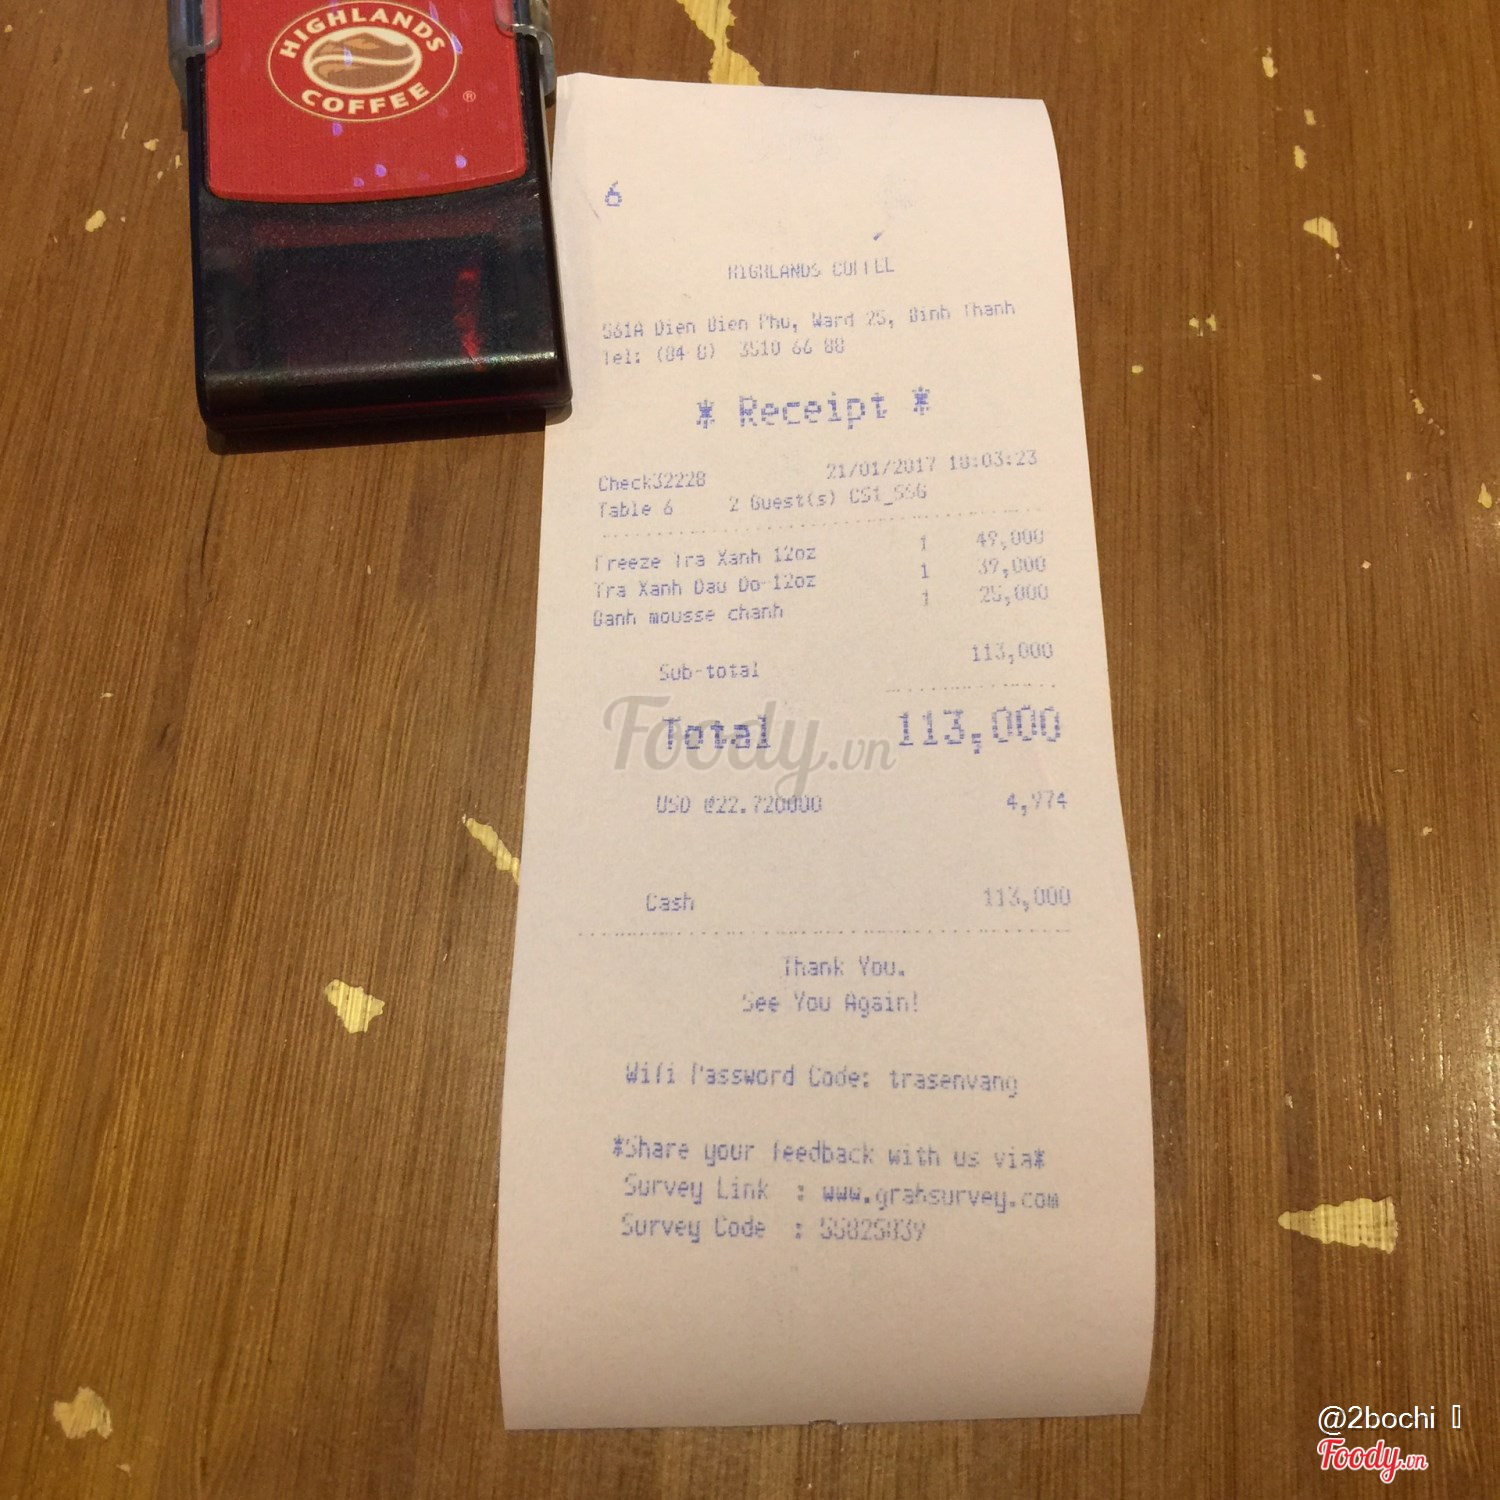 HIGHLANDS
COFFEE
®
6
HIGHLANDS COFFEE
561A Dien Bien Phu, Ward 25, Binh Thanh
Tel: (84 8) 3510 66 88
* Receipt *
Check32228 21/01/2017 18:03:23
Table 6 2 Guest(s) CS1_SSG
Freeze Tra Xanh 12oz 1 49,000
Tra Xanh Dau Do 12oz 1 39,000
Banh mousse chanh 1 25,000
Sub-total 113,000
Total 113,000
Foody.vn
USD @22.720000 4,974
Cash 113,000
Thank You.
See You Again!
Wifi Password Code: trasenvang
*Share your feedback with us via*
Survey Link : www.grahsurvey.com
Survey Code : 55825839
@2bochi
Foody.vn